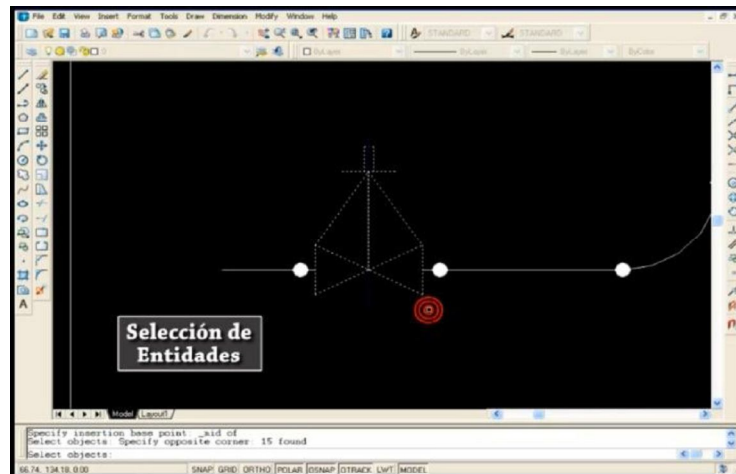 File Edit View Insert Format Tools Draw Dimension Modify Window Help
STANDARD STANDARD
0 ByLayer ByLayer ByLayer ByColor
A
Selección de
Entidades
Model Layout1
Specify insertion base point: _mid of
Select objects: Specify opposite corner: 15 found
Select objects:
66.74, 134.18, 0.00 SNAP GRID ORTHO POLAR OSNAP OTRACK LWT MODEL